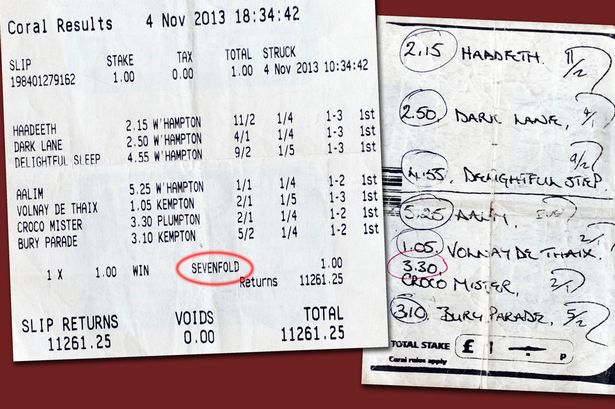 Coral Results 4 Nov 2013 18:34:42
SLIP STAKE TAX TOTAL STRUCK
198401279162 1.00 0.00 1.00 4 Nov 2013 10:34:42
HAADEETH 2.15 W'HAMPTON 11/2 1/4 1-3 1st
DARK LANE 2.50 W'HAMPTON 4/1 1/4 1-3 1st
DELIGHTFUL SLEEP 4.55 W'HAMPTON 9/2 1/5 1-3 1st
AALIM 5.25 W'HAMPTON 1/1 1/4 1-2 1st
VOLNAY DE THAIX 1.05 KEMPTON 2/1 1/5 1-3 1st
CROCO MISTER 3.30 PLUMPTON 2/1 1/4 1-2 1st
BURY PARADE 3.10 KEMPTON 5/2 1/4 1-2 1st
1 X 1.00 WIN SEVENFOLD 1.00
Returns 11261.25
SLIP RETURNS VOIDS TOTAL
11261.25 0.00 11261.25
2.15 HAADEETH. 11/2
2.50 DARK LANE, 4/1
4.55 DELIGHTFUL STEP 9/2
5.25 AALIM
1.05 VOLNAY DE THAIX.
3.30 CROCO MISTER, 2/1
3.10. BURY PARADE, 5/2
TOTAL STAKE £ 1 - P
Coral rules apply